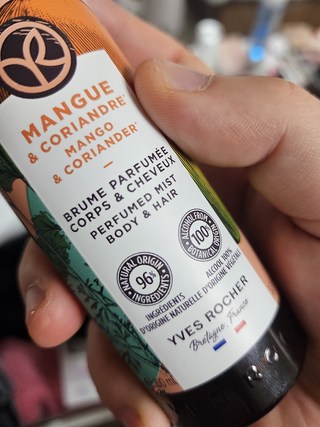 MANGUE
& CORIANDRE*
MANGO
& CORIANDER*
BRUME PARFUMÉE
CORPS & CHEVEUX
PERFUMED MIST
BODY & HAIR
NATURAL ORIGIN
96%
INGREDIENTS
INGRÉDIENTS
D'ORIGINE NATURELLE
ALCOHOL FROM
100%
BOTANICAL ORIGIN
ALCOOL 100%
D'ORIGINE VÉGÉTALE
YVES ROCHER
Bretagne, France